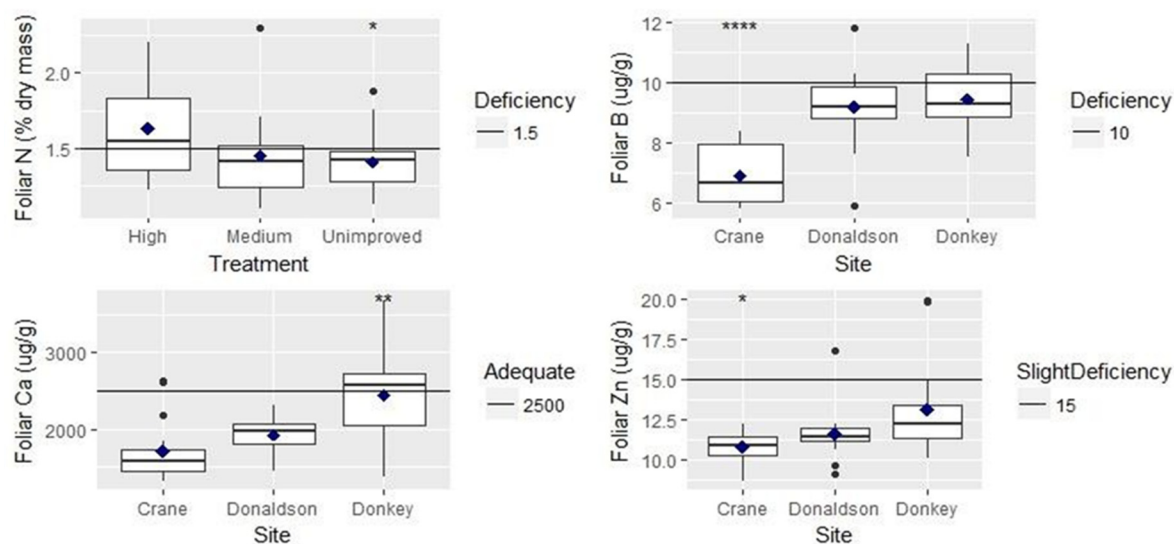 Foliar N (% dry mass)
2.0
1.5
*
High Medium Unimproved
Treatment
Deficiency
1.5
Foliar B (ug/g)
12
10
8
6
****
Crane Donaldson Donkey
Site
Deficiency
10
Foliar Ca (ug/g)
3000
2000
**
Crane Donaldson Donkey
Site
Adequate
2500
Foliar Zn (ug/g)
20.0
17.5
15.0
12.5
10.0
*
Crane Donaldson Donkey
Site
SlightDeficiency
15